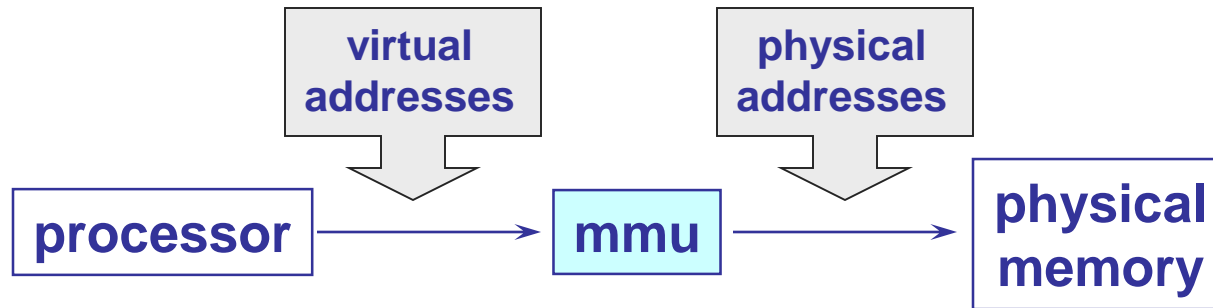 virtual
addresses
physical
addresses
processor
mmu
physical
memory